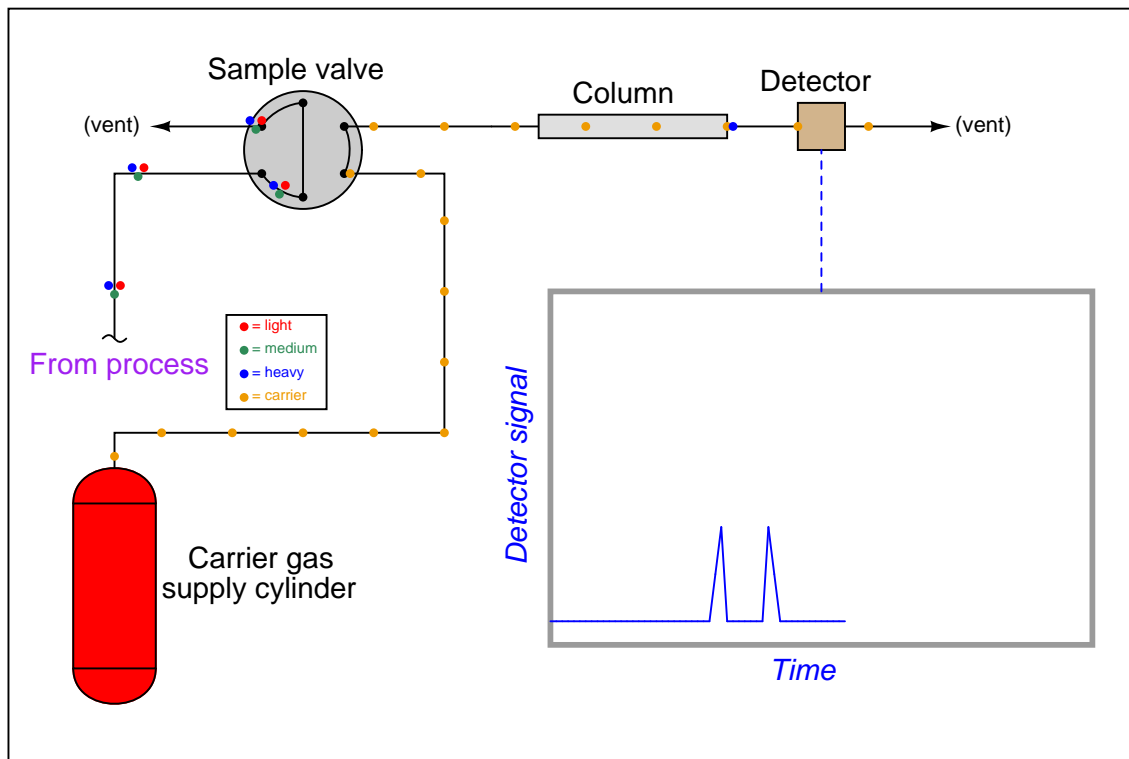 Sample valve
Column
Detector
(vent)
(vent)
= light
= medium
= heavy
= carrier
From process
Detector signal
Carrier gas
supply cylinder
Time